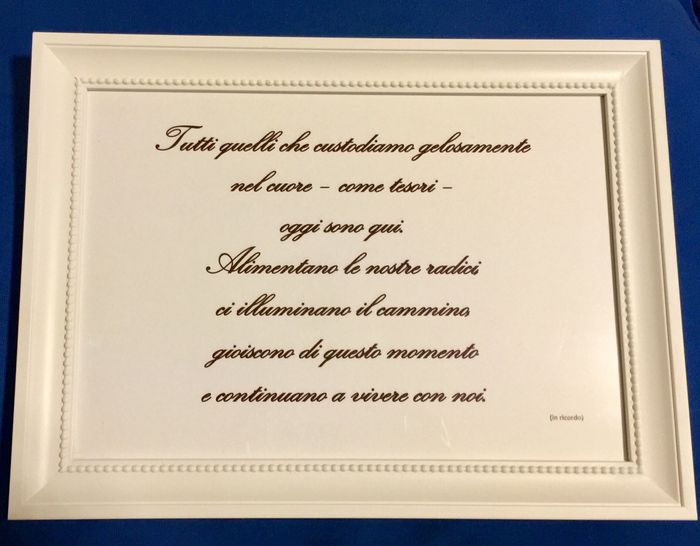 Tutti quelli che custodiamo gelosamente
nel cuore – come tesori –
oggi sono qui.
Alimentano le nostre radici,
ci illuminano il cammino,
gioiscono di questo momento
e continuano a vivere con noi.
(in ricordo)